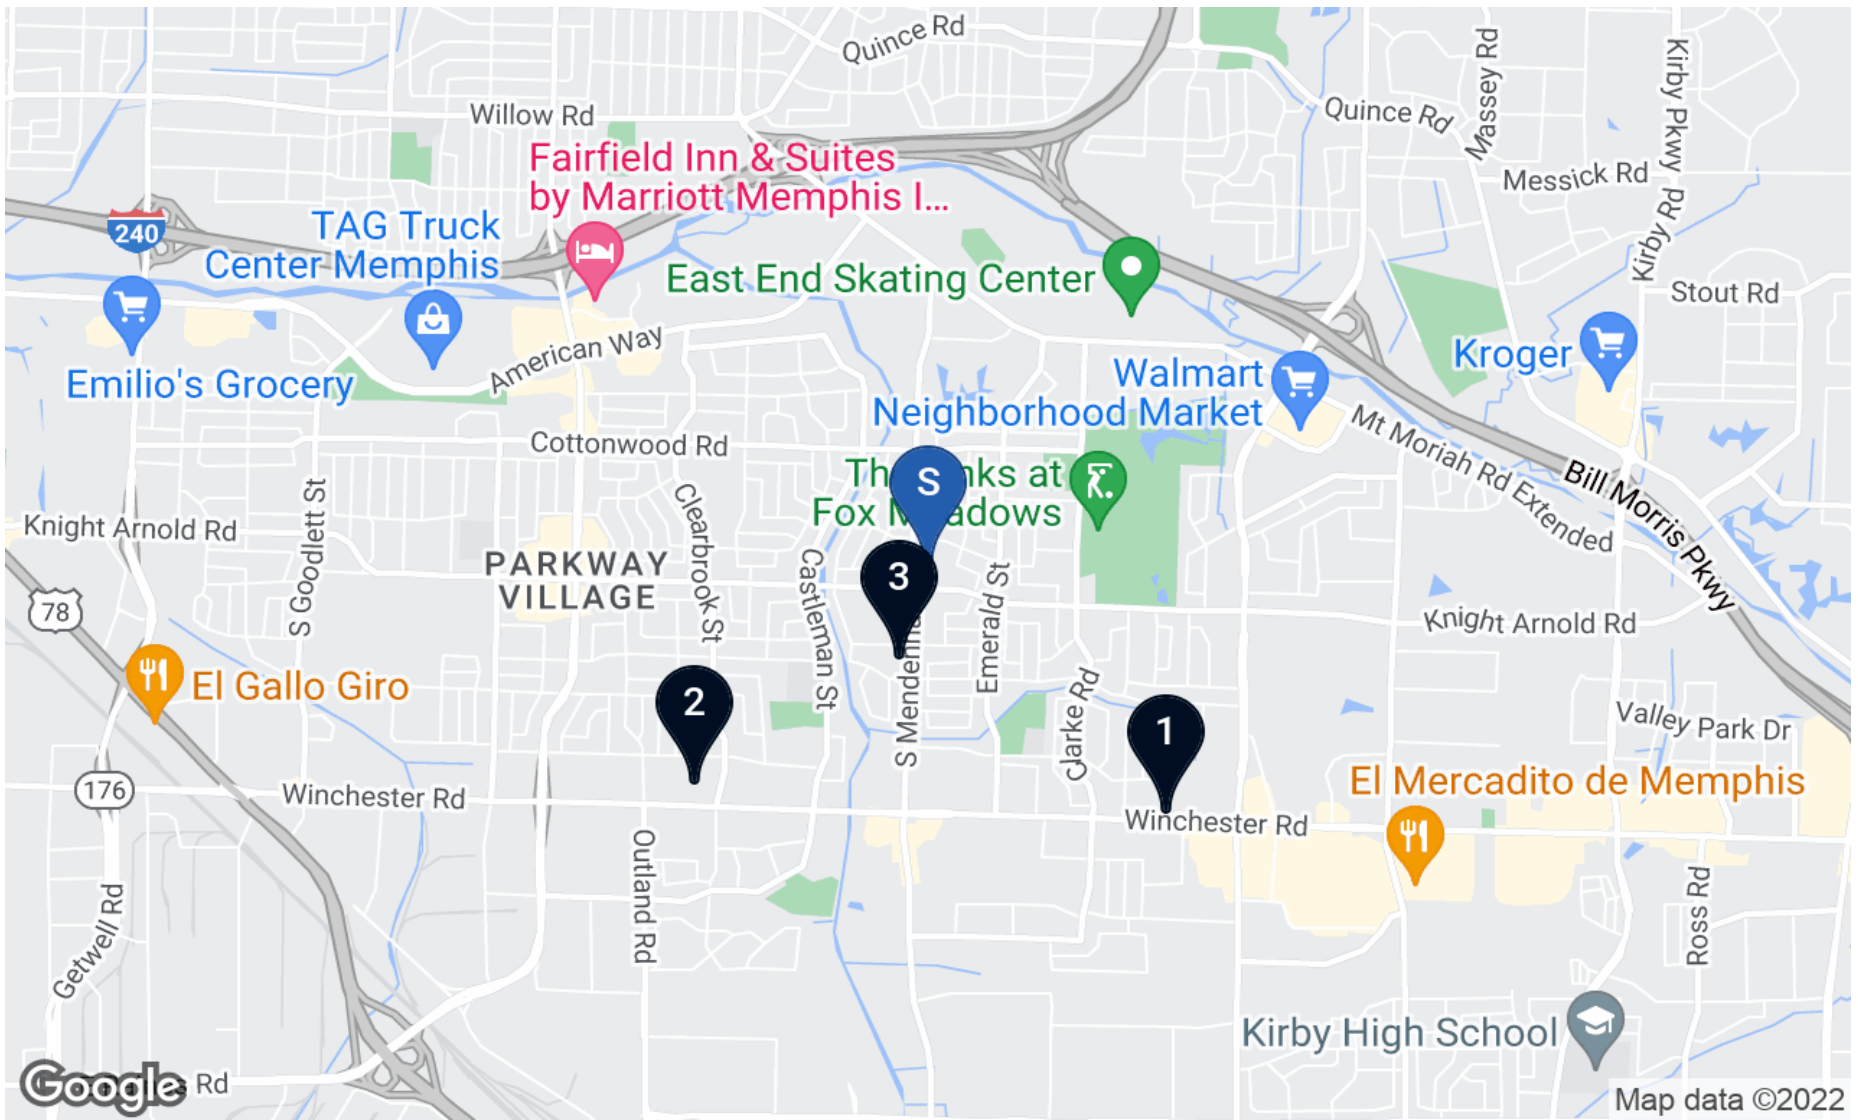 Quince Rd
Willow Rd
Quince Rd
Massey Rd
Kirby Pkwy
Kirby Rd
Messick Rd
Fairfield Inn & Suites
by Marriott Memphis I...
240
TAG Truck
Center Memphis
East End Skating Center
Stout Rd
American Way
Emilio's Grocery
Walmart
Neighborhood Market
Kroger
Cottonwood Rd
Mt Moriah Rd Extended
Bill Morris Pkwy
S
at
Fox Meadows
Knight Arnold Rd
S Goodlett St
Clearbrook St
PARKWAY
VILLAGE
Castleman St
3
S Mendenhall
Emerald St
Knight Arnold Rd
78
El Gallo Giro
2
Clarke Rd
1
Valley Park Dr
176
Winchester Rd
El Mercadito de Memphis
Winchester Rd
Outland Rd
Getwell Rd
Ross Rd
Kirby High School
Google
Rd
Map data ©2022